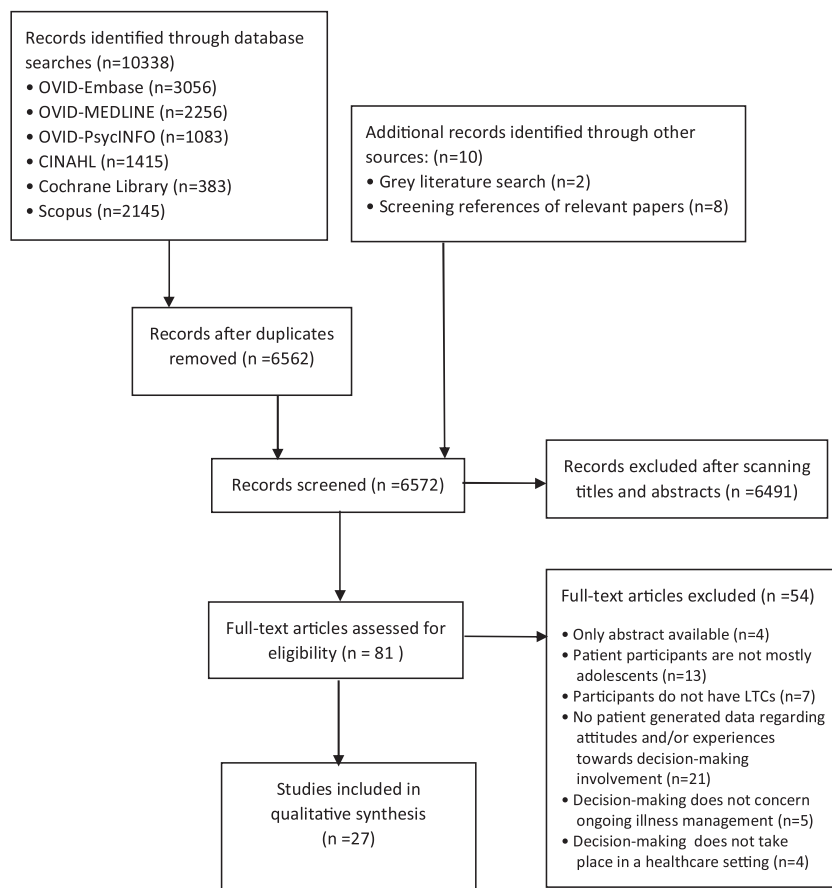 Records identified through database
searches (n=10338)
• OVID-Embase (n=3056)
• OVID-MEDLINE (n=2256)
• OVID-PsycINFO (n=1083)
• CINAHL (n=1415)
• Cochrane Library (n=383)
• Scopus (n=2145)
Additional records identified through other
sources: (n=10)
• Grey literature search (n=2)
• Screening references of relevant papers (n=8)
Records after duplicates
removed (n =6562)
Records screened (n =6572)
Records excluded after scanning
titles and abstracts (n =6491)
Full-text articles assessed for
eligibility (n = 81 )
Full-text articles excluded (n =54)
• Only abstract available (n=4)
• Patient participants are not mostly
adolescents (n=13)
• Participants do not have LTCs (n=7)
• No patient generated data regarding
attitudes and/or experiences
towards decision-making
involvement (n=21)
• Decision-making does not concern
ongoing illness management (n=5)
• Decision-making does not take
place in a healthcare setting (n=4)
Studies included in
qualitative synthesis
(n =27)